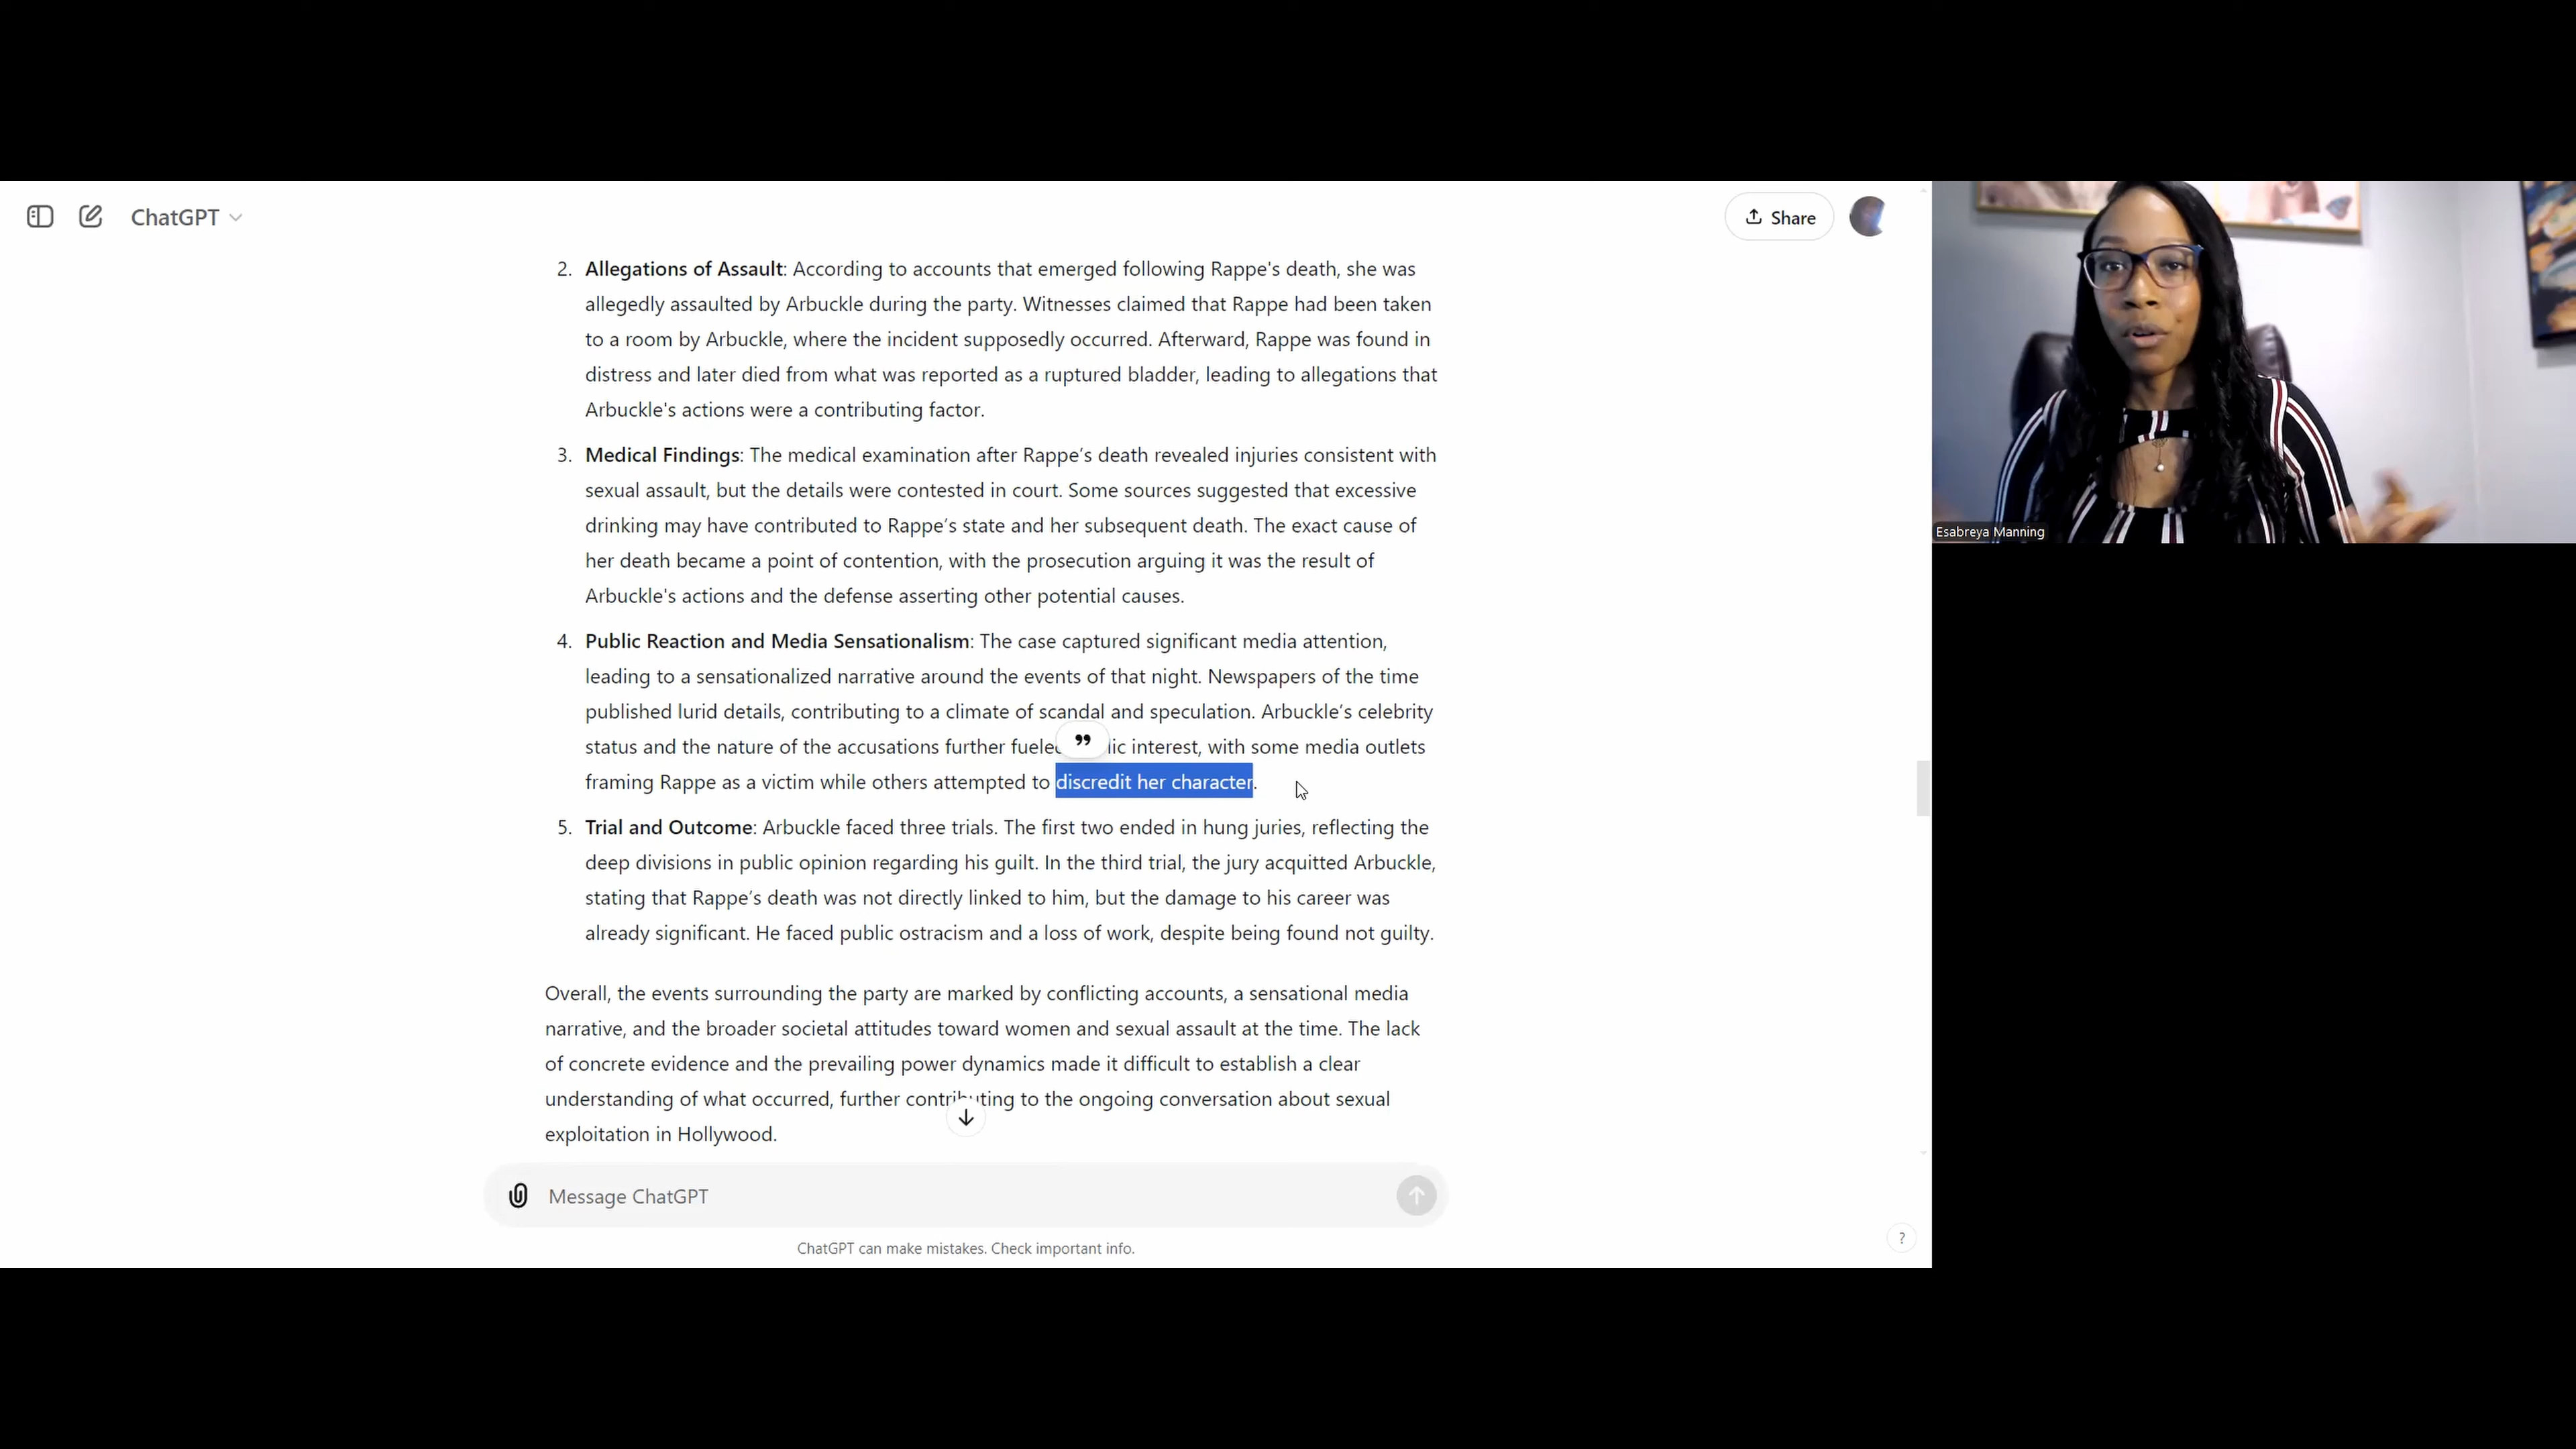 ChatGPT
Share
2. Allegations of Assault: According to accounts that emerged following Rappe's death, she was
allegedly assaulted by Arbuckle during the party. Witnesses claimed that Rappe had been taken
to a room by Arbuckle, where the incident supposedly occurred. Afterward, Rappe was found in
distress and later died from what was reported as a ruptured bladder, leading to allegations that
Arbuckle's actions were a contributing factor.
3. Medical Findings: The medical examination after Rappe's death revealed injuries consistent with
sexual assault, but the details were contested in court. Some sources suggested that excessive
drinking may have contributed to Rappe's state and her subsequent death. The exact cause of
her death became a point of contention, with the prosecution arguing it was the result of
Arbuckle's actions and the defense asserting other potential causes.
4. Public Reaction and Media Sensationalism: The case captured significant media attention,
leading to a sensationalized narrative around the events of that night. Newspapers of the time
published lurid details, contributing to a climate of scandal and speculation. Arbuckle's celebrity
status and the nature of the accusations further interest, with some media outlets
framing Rappe as a victim while others attempted to discredit her character.
5. Trial and Outcome: Arbuckle faced three trials. The first two ended in hung juries, reflecting the
deep divisions in public opinion regarding his guilt. In the third trial, the jury acquitted Arbuckle,
stating that Rappe's death was not directly linked to him, but the damage to his career was
already significant. He faced public ostracism and a loss of work, despite being found not guilty.
Overall, the events surrounding the party are marked by conflicting accounts, a sensational media
narrative, and the broader societal attitudes toward women and sexual assault at the time. The lack
of concrete evidence and the prevailing power dynamics made it difficult to establish a clear
understanding of what occurred, further contributing to the ongoing conversation about sexual
exploitation in Hollywood.
Message ChatGPT
ChatGPT can make mistakes. Check important info.
?
Esabreya Manning